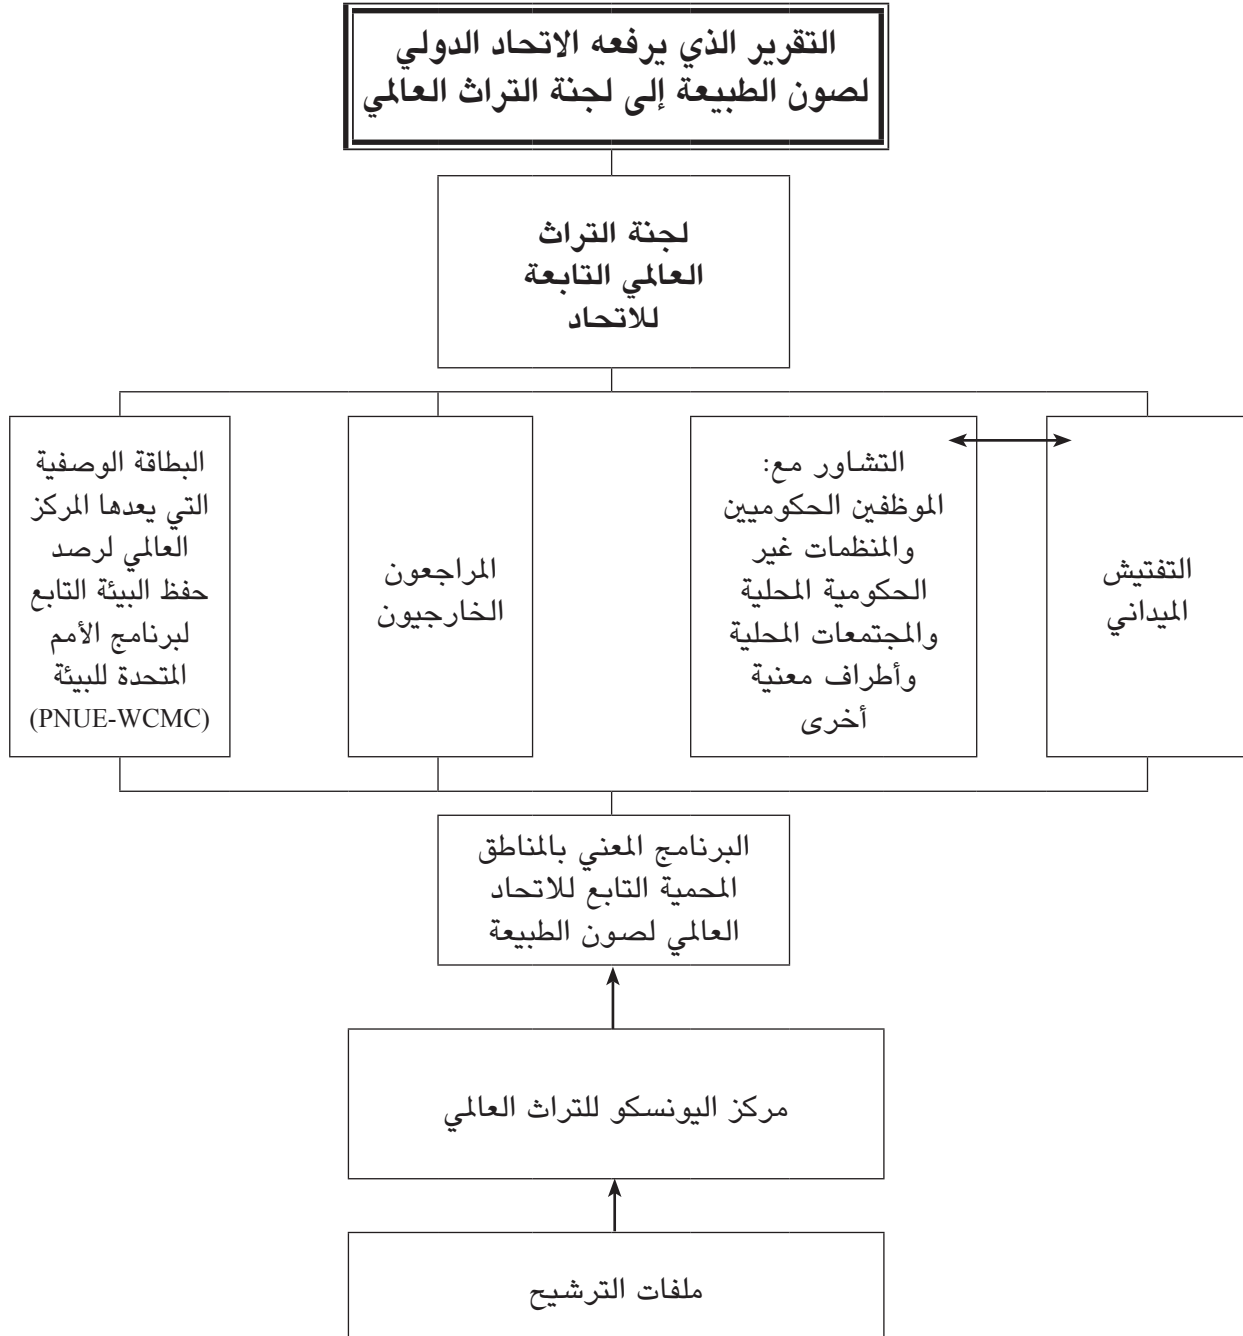 التقرير الذي يرفعه الاتحاد الدولي
لصون الطبيعة إلى لجنة التراث العالمي
لجنة التراث
العالمي التابعة
للاتحاد
التفتيش
الميداني
التشاور مع:
الموظفين الحكوميين
والمنظمات غير
الحكومية المحلية
والمجتمعات المحلية
وأطراف معنية
أخرى
المراجعون
الخارجيون
البطاقة الوصفية
التي يعدها المركز
العالمي لرصد
حفظ البيئة التابع
لبرنامج الأمم
المتحدة للبيئة
(PNUE-WCMC)
البرنامج المعني بالمناطق
المحمية التابع للاتحاد
العالمي لصون الطبيعة
مركز اليونسكو للتراث العالمي
ملفات الترشيح